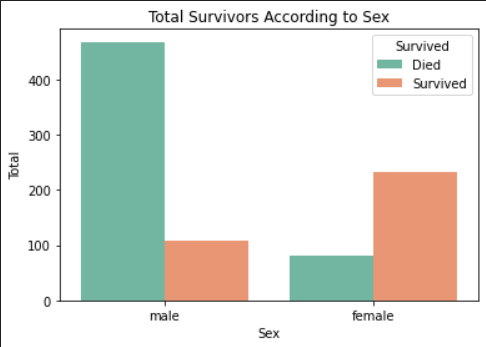 Total Survivors According to Sex
Survived
Died
Survived
400
300
200
100
0
Total
male
female
Sex